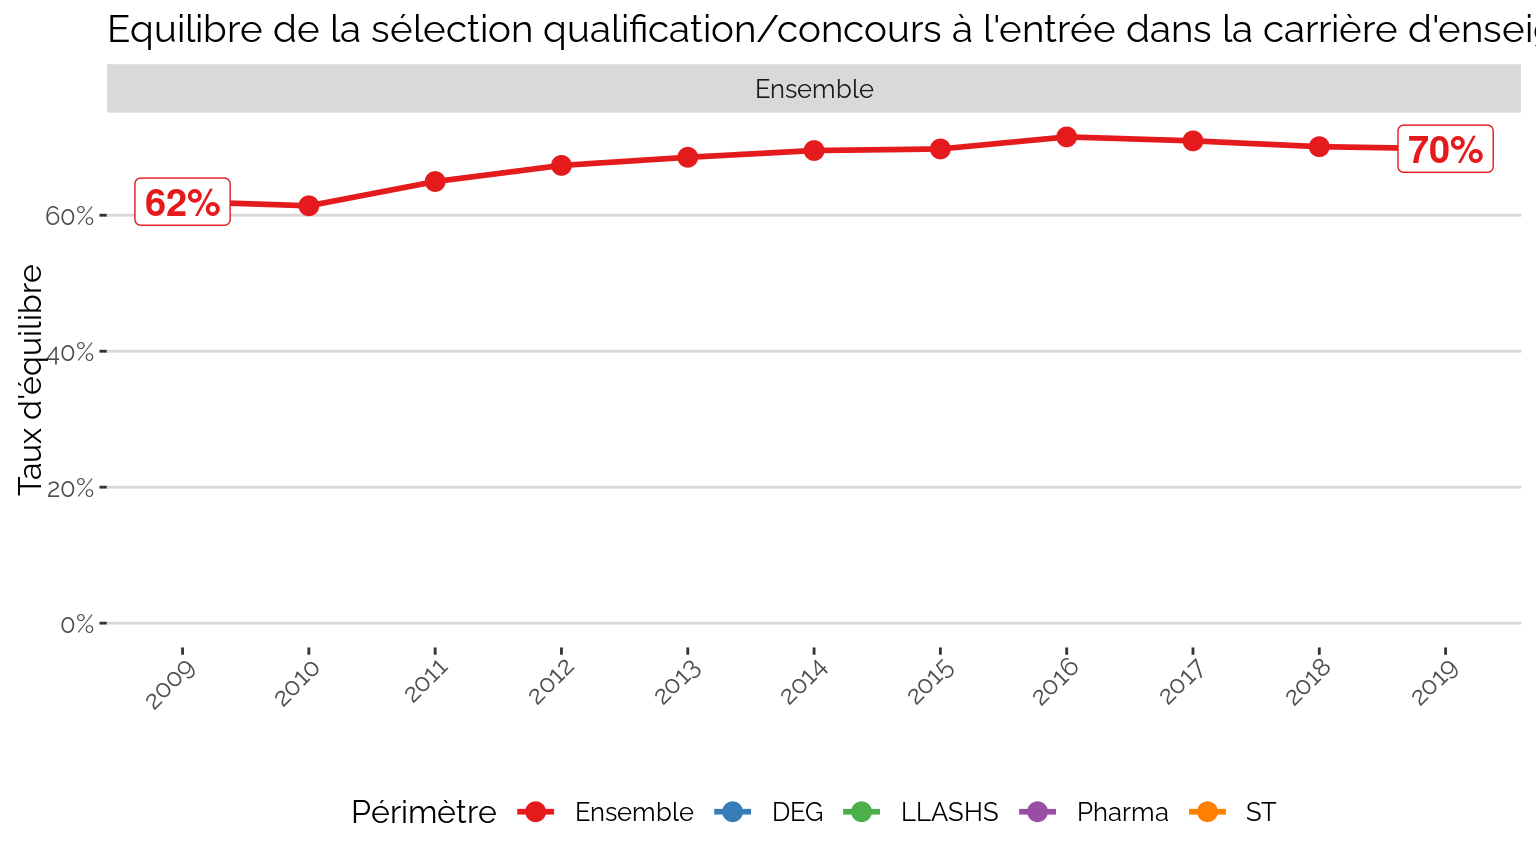 Equilibre de la sélection qualification/concours à l'entrée dans la carrière
Ensemble
62%
70%
60%
40%
20%
0%
Taux d'équilibre
2009 2010 2011 2012 2013 2014 2015 2016 2017 2018 2019
Périmètre Ensemble DEG LLASHS Pharma ST